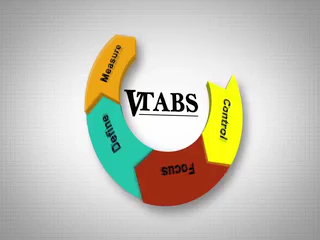 Measure
VTABS
Define
Control
Focus